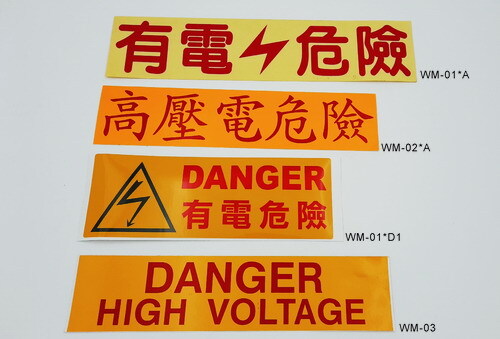 有電⚡危險
WM-01*A
高壓電危險
WM-02*A
DANGER
有電危險
WM-01*D1
DANGER
HIGH VOLTAGE
WM-03